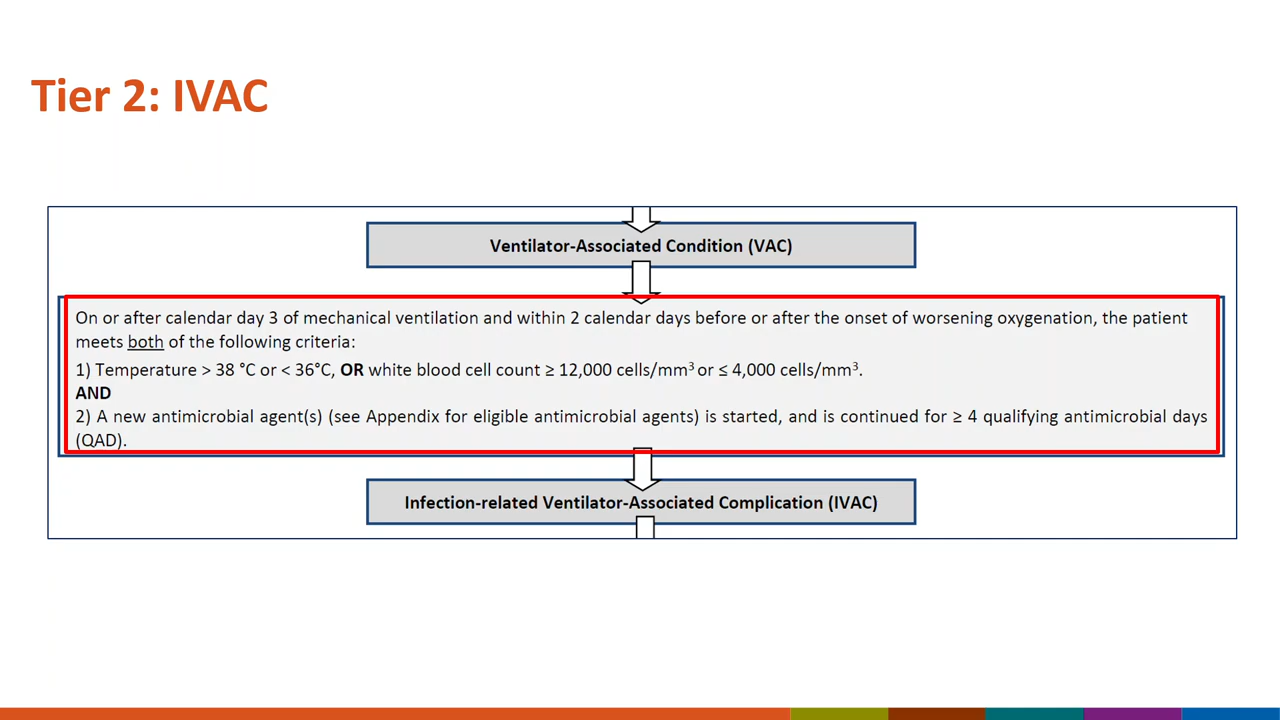 Tier 2: IVAC
Ventilator-Associated Condition (VAC)
On or after calendar day 3 of mechanical ventilation and within 2 calendar days before or after the onset of worsening oxygenation, the patient
meets both of the following criteria:
1) Temperature > 38 °C or < 36°C, OR white blood cell count ≥ 12,000 cells/mm³ or ≤ 4,000 cells/mm³.
AND
2) A new antimicrobial agent(s) (see Appendix for eligible antimicrobial agents) is started, and is continued for ≥ 4 qualifying antimicrobial days
(QAD).
Infection-related Ventilator-Associated Complication (IVAC)